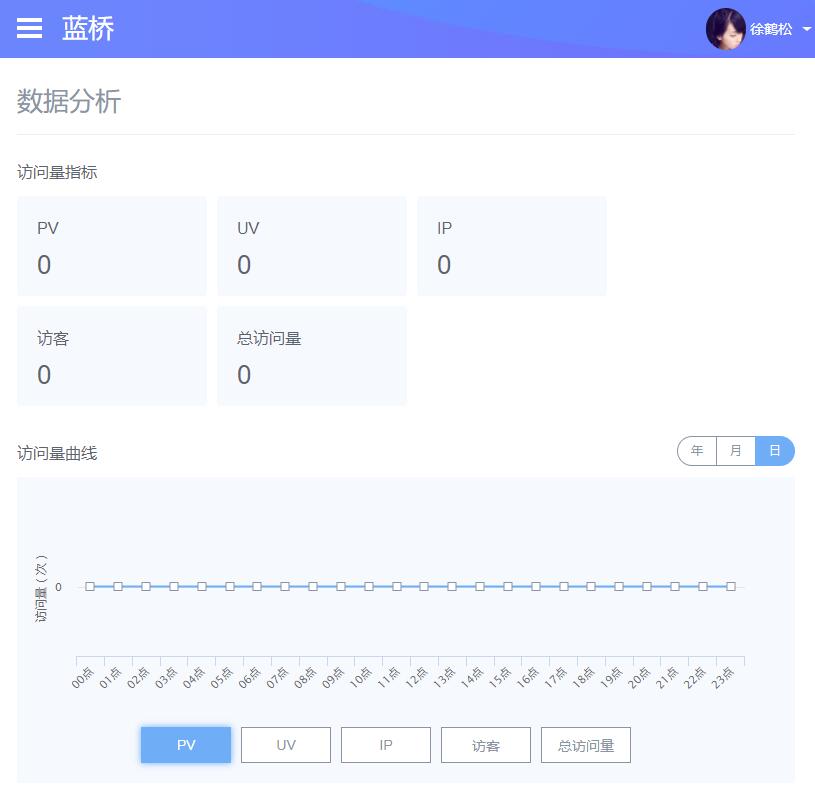 蓝桥
徐鹤松
数据分析
访问量指标
PV
UV
IP
0
0
0
访客
总访问量
0
0
访问量曲线
年 月 日
访问量（次）
0
00点 01点 02点 03点 04点 05点 06点 07点 08点 09点 10点 11点 12点 13点 14点 15点 16点 17点 18点 19点 20点 21点 22点 23点
PV UV IP 访客 总访问量